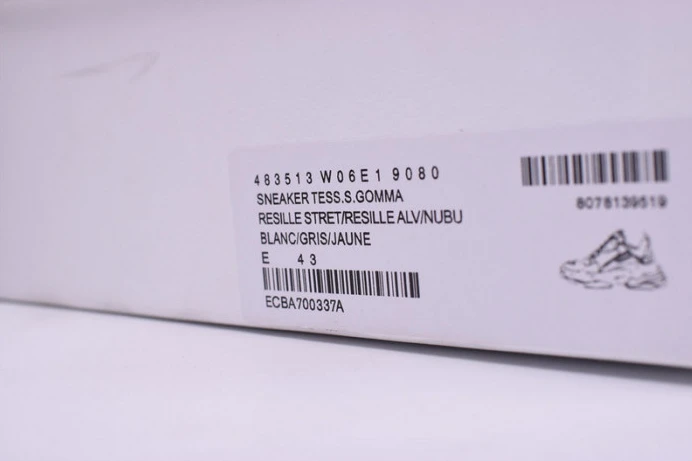 483513 W06E1 9080
SNEAKER TESS.S.GOMMA
RESILLE STRET/RESILLE ALV/NUBU
BLANC/GRIS/JAUNE
E 43
ECBA700337A
8078139519